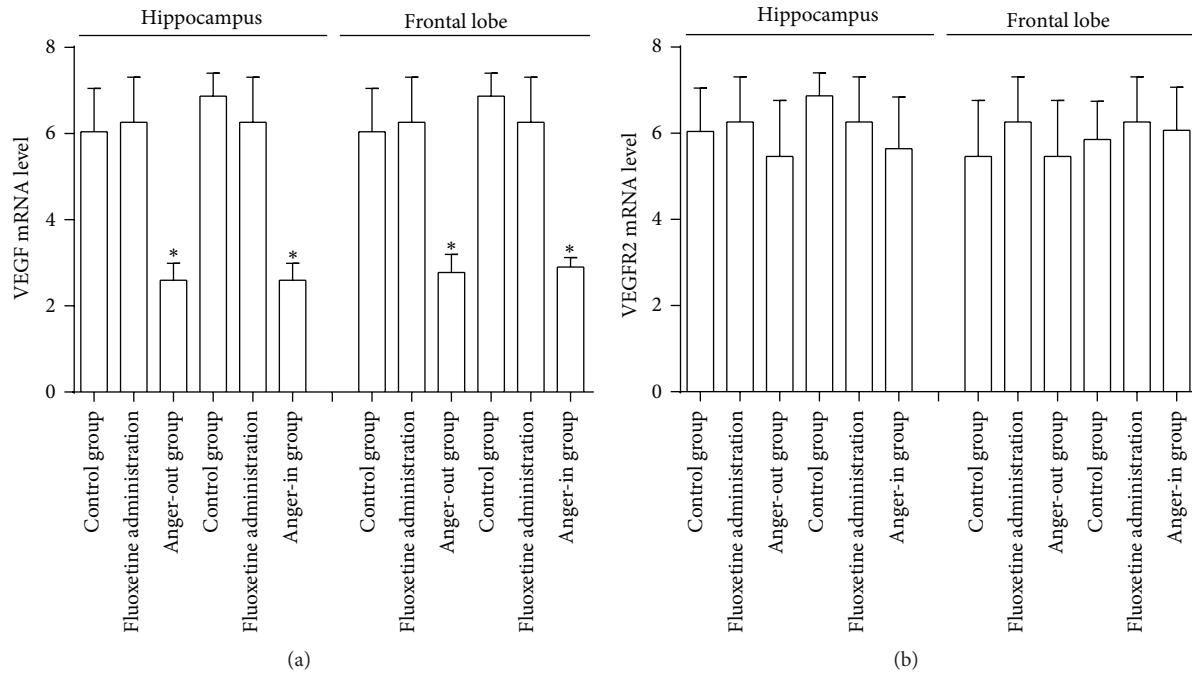 Hippocampus
Frontal lobe
8
6
4
2
0
VEGF mRNA level
*
*
*
*
Control group
Fluoxetine administration
Anger-out group
Control group
Fluoxetine administration
Anger-in group
Control group
Fluoxetine administration
Anger-out group
Control group
Fluoxetine administration
Anger-in group
(a)
Hippocampus
Frontal lobe
8
6
4
2
0
VEGFR2 mRNA level
Control group
Fluoxetine administration
Anger-out group
Control group
Fluoxetine administration
Anger-in group
Control group
Fluoxetine administration
Anger-out group
Control group
Fluoxetine administration
Anger-in group
(b)